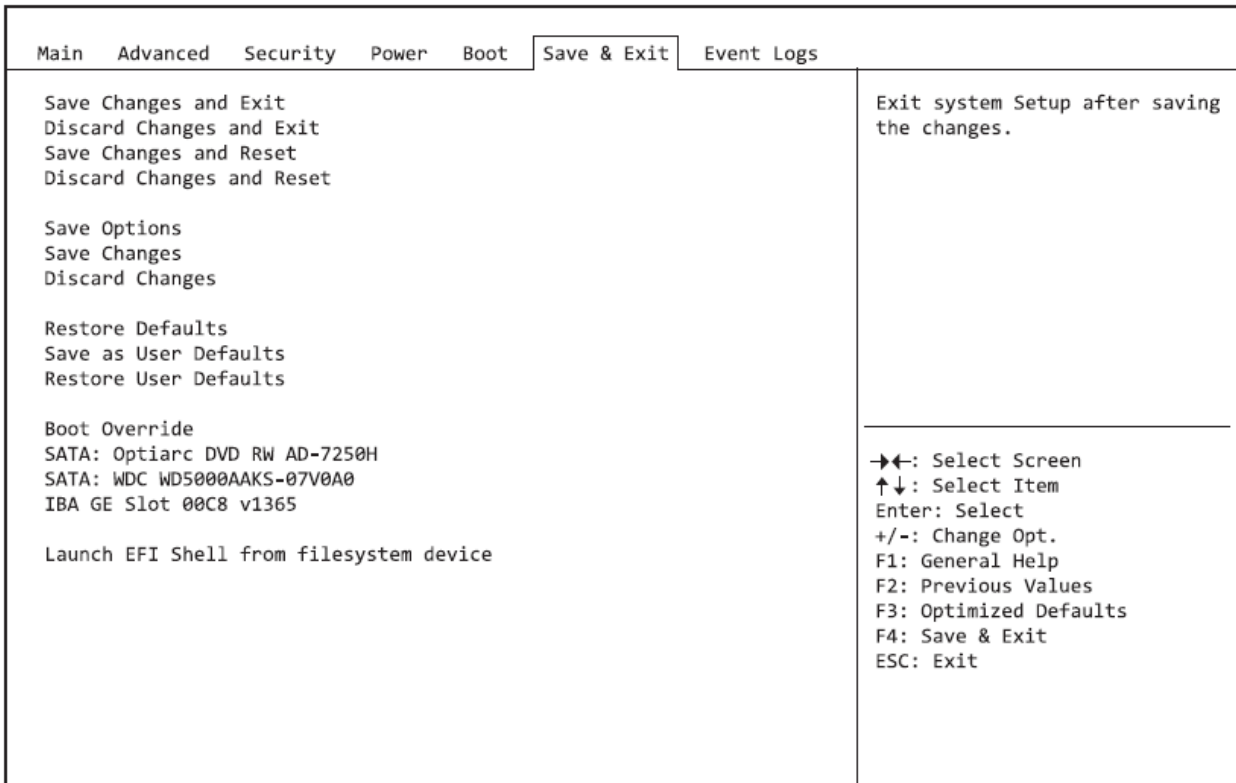 Main Advanced Security Power Boot Save & Exit Event Logs
Save Changes and Exit
Discard Changes and Exit
Save Changes and Reset
Discard Changes and Reset
Save Options
Save Changes
Discard Changes
Restore Defaults
Save as User Defaults
Restore User Defaults
Boot Override
SATA: Optiarc DVD RW AD-7250H
SATA: WDC WD5000AAKS-07V0A0
IBA GE Slot 00C8 v1365
Launch EFI Shell from filesystem device
Exit system Setup after saving
the changes.
→←: Select Screen
↑↓: Select Item
Enter: Select
+/-: Change Opt.
F1: General Help
F2: Previous Values
F3: Optimized Defaults
F4: Save & Exit
ESC: Exit